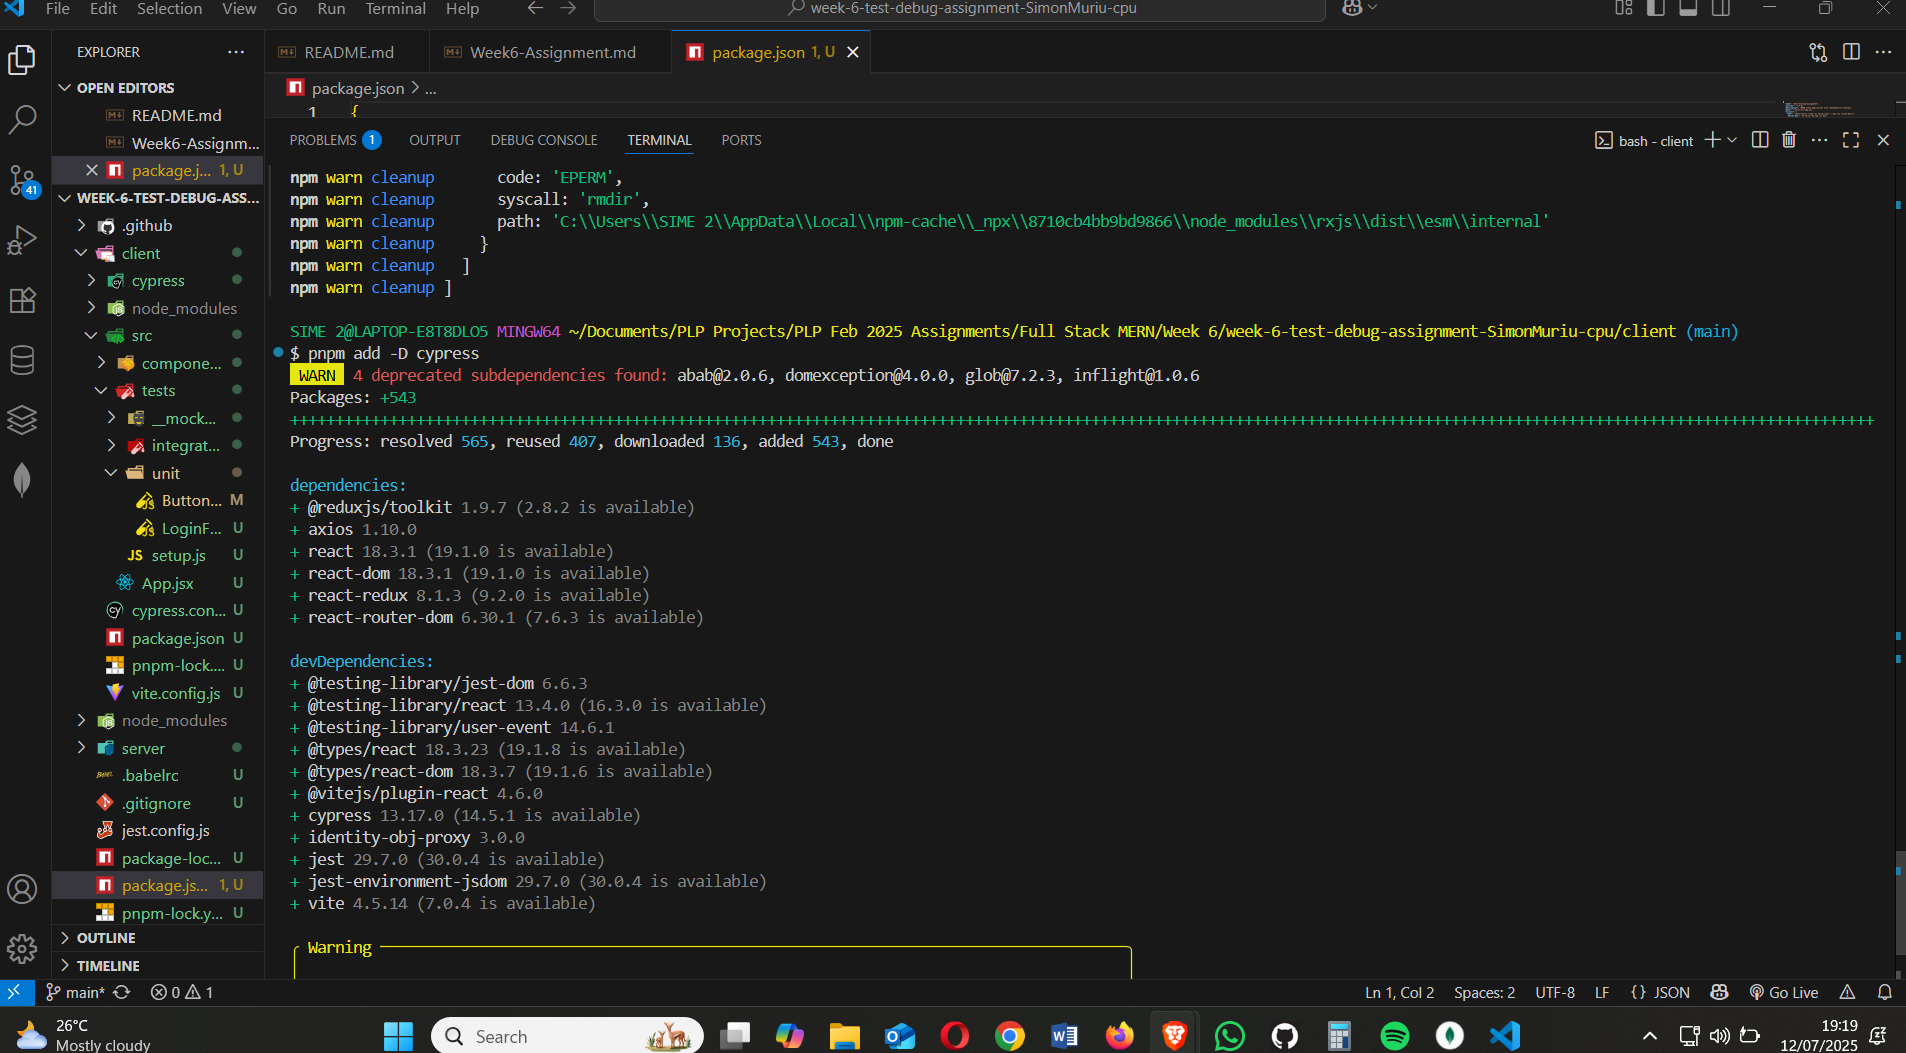 File Edit Selection View Go Run Terminal Help
week-6-test-debug-assignment-SimonMuriu-cpu
EXPLORER
README.md
Week6-Assignment.md
package.json 1, U
OPEN EDITORS
README.md
Week6-Assignm...
package.j... 1, U
WEEK-6-TEST-DEBUG-ASS...
.github
client
cypress
node_modules
src
compone...
tests
__mock...
integrat...
unit
Button... M
LoginF... U
JS setup.js U
App.jsx U
cypress.con... U
package.json U
pnpm-lock.... U
vite.config.js U
node_modules
server
.babelrc U
.gitignore U
jest.config.js
package-loc... U
package.js... 1, U
pnpm-lock.y... U
OUTLINE
TIMELINE
41
package.json > ...
1 {
PROBLEMS 1 OUTPUT DEBUG CONSOLE TERMINAL PORTS
bash - client
npm warn cleanup code: 'EPERM',
npm warn cleanup syscall: 'rmdir',
npm warn cleanup path: 'C:\\Users\\SIME 2\\AppData\\Local\\npm-cache\\_npx\\8710cb4bb9bd9866\\node_modules\\rxjs\\dist\\esm\\internal'
npm warn cleanup }
npm warn cleanup ]
npm warn cleanup ]
SIME 2@LAPTOP-E8T8DLO5 MINGW64 ~/Documents/PLP Projects/PLP Feb 2025 Assignments/Full Stack MERN/Week 6/week-6-test-debug-assignment-SimonMuriu-cpu/client (main)
$ pnpm add -D cypress
WARN 4 deprecated subdependencies found: abab@2.0.6, domexception@4.0.0, glob@7.2.3, inflight@1.0.6
Packages: +543
Progress: resolved 565, reused 407, downloaded 136, added 543, done
dependencies:
+ @reduxjs/toolkit 1.9.7 (2.8.2 is available)
+ axios 1.10.0
+ react 18.3.1 (19.1.0 is available)
+ react-dom 18.3.1 (19.1.0 is available)
+ react-redux 8.1.3 (9.2.0 is available)
+ react-router-dom 6.30.1 (7.6.3 is available)
devDependencies:
+ @testing-library/jest-dom 6.6.3
+ @testing-library/react 13.4.0 (16.3.0 is available)
+ @testing-library/user-event 14.6.1
+ @types/react 18.3.23 (19.1.8 is available)
+ @types/react-dom 18.3.7 (19.1.6 is available)
+ @vitejs/plugin-react 4.6.0
+ cypress 13.17.0 (14.5.1 is available)
+ identity-obj-proxy 3.0.0
+ jest 29.7.0 (30.0.4 is available)
+ jest-environment-jsdom 29.7.0 (30.0.4 is available)
+ vite 4.5.14 (7.0.4 is available)
Warning
main* 0 1
Ln 1, Col 2 Spaces: 2 UTF-8 LF {} JSON Go Live
26°C
Mostly cloudy
Search
19:19
12/07/2025